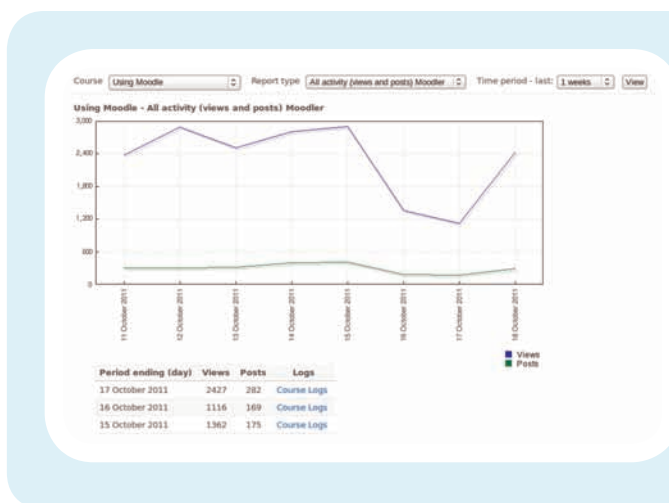 Course Using Moodle Report type All activity (views and posts) Moodler Time period - last: 1 weeks View
Using Moodle - All activity (views and posts) Moodler
3,000
2,400
1,800
1,200
600
0
11 October 2011
12 October 2011
13 October 2011
14 October 2011
15 October 2011
16 October 2011
17 October 2011
18 October 2011
Views
Posts
Period ending (day) Views Posts Logs
17 October 2011 2427 282 Course Logs
16 October 2011 1116 169 Course Logs
15 October 2011 1362 175 Course Logs